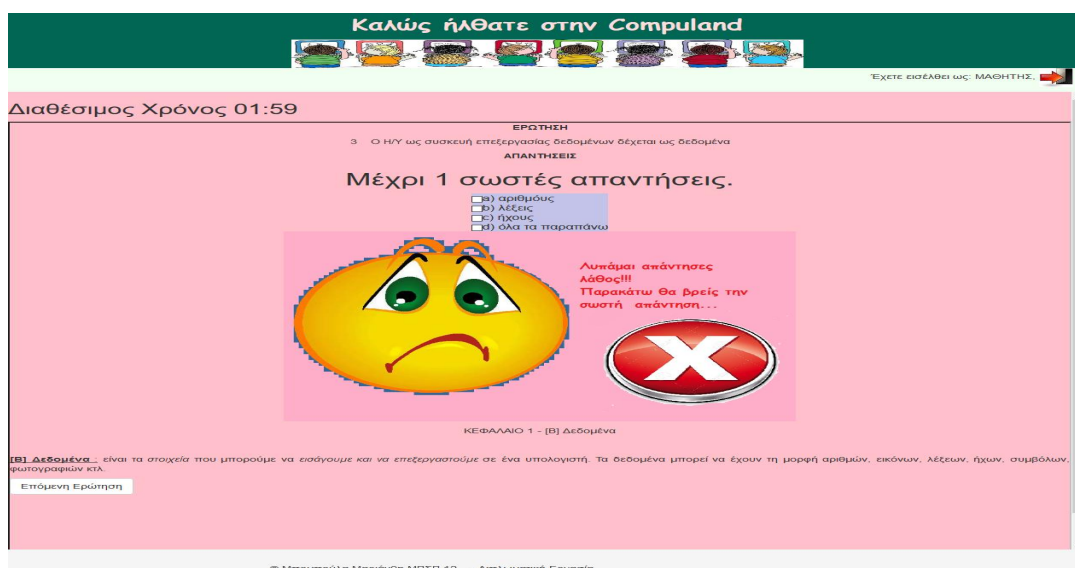 Καλώς ήλθατε στην Compuland
Έχετε εισέλθει ως: ΜΑΘΗΤΗΣ,
Διαθέσιμος Χρόνος 01:59
ΕΡΩΤΗΣΗ
3 Ο Η/Υ ως συσκευή επεξεργασίας δεδομένων δέχεται ως δεδομένα
ΑΠΑΝΤΗΣΕΙΣ
Μέχρι 1 σωστές απαντήσεις.
a) αριθμόυς
b) λέξεις
c) ήχους
d) όλα τα παραπάνω
Λυπάμαι απάντησες
λάθος!!!
Παρακάτω θα βρείς την
σωστή απάντηση...
X
ΚΕΦΑΛΑΙΟ 1 - [Β] Δεδομένα
[Β] Δεδομένα : είναι τα στοιχεία που μπορούμε να εισάγουμε και να επεξεργαστούμε σε ένα υπολογιστή. Τα δεδομένα μπορεί να έχουν τη μορφή αριθμών, εικόνων, λέξεων, ήχων, συμβόλων,
φωτογραφιών κτλ.
Επόμενη Ερώτηση